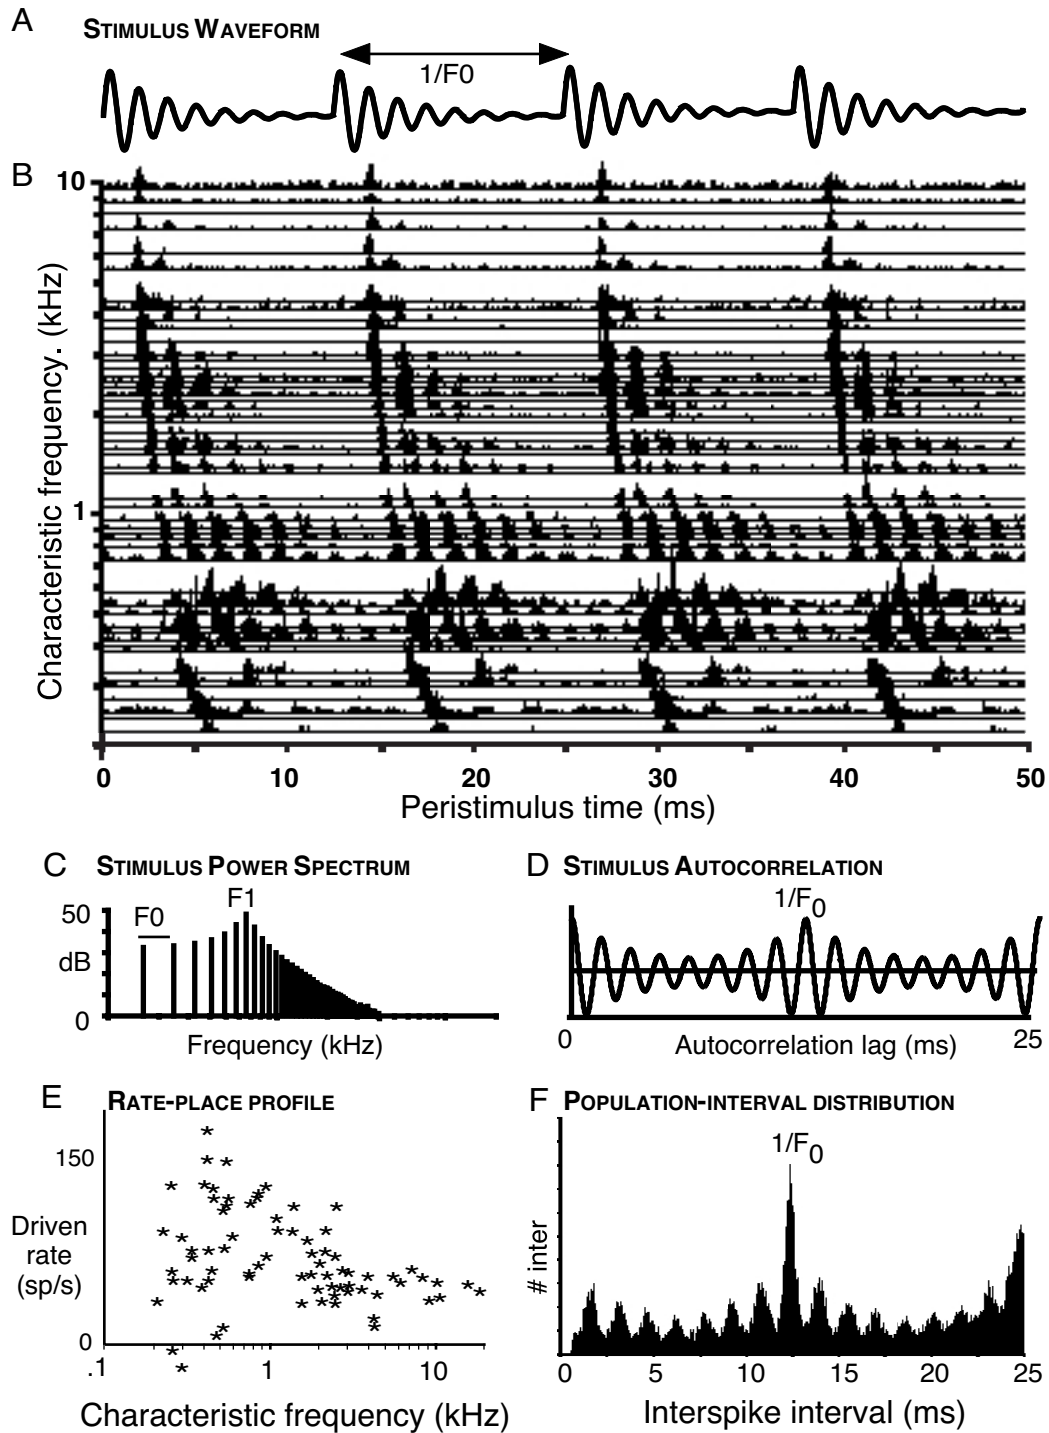 A
STIMULUS WAVEFORM
1/F0
B
10
1
Characteristic frequency. (kHz)
0 10 20 30 40 50
Peristimulus time (ms)
C STIMULUS POWER SPECTRUM
F1
50 F0
dB
0
Frequency (kHz)
D STIMULUS AUTOCORRELATION
1/F0
0 25
Autocorrelation lag (ms)
E RATE-PLACE PROFILE
150
Driven
rate
(sp/s)
0
.1 1 10
Characteristic frequency (kHz)
F POPULATION-INTERVAL DISTRIBUTION
1/F0
# inter
0 5 10 15 20 25
Interspike interval (ms)